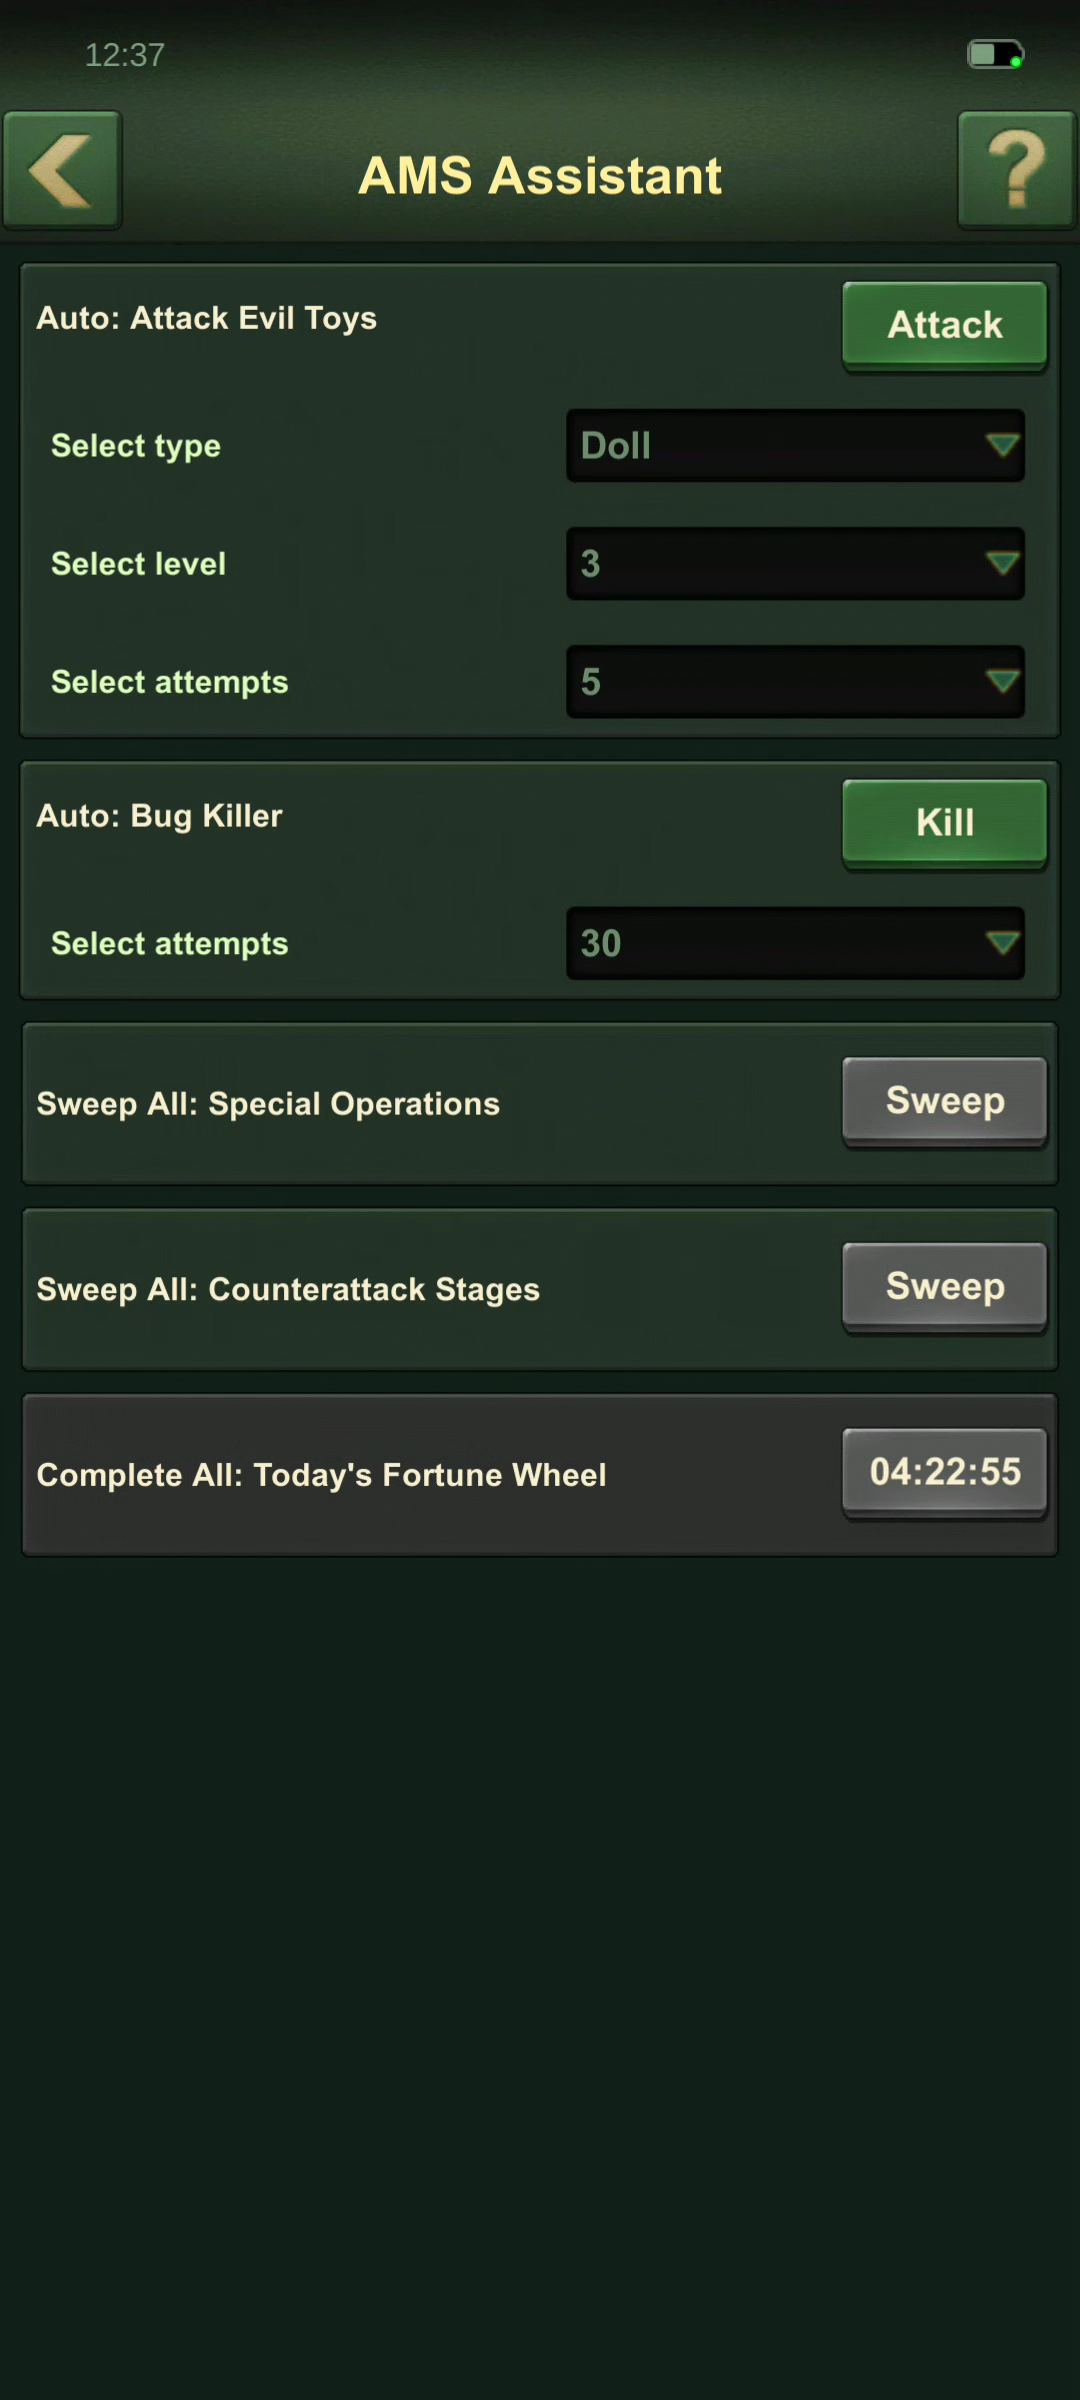 12:37
AMS Assistant
?
Auto: Attack Evil Toys
Attack
Select type
Doll
Select level
3
Select attempts
5
Auto: Bug Killer
Kill
Select attempts
30
Sweep All: Special Operations
Sweep
Sweep All: Counterattack Stages
Sweep
Complete All: Today's Fortune Wheel
04:22:55